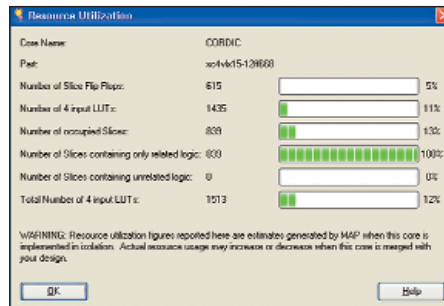 Resource Utilization
Core Name: CORDIC
Part: xc4vlx15-12ff668
Number of Slice Flip Flops: 615 5%
Number of 4 input LUTs: 1435 11%
Number of occupied Slices: 839 13%
Number of Slices containing only related logic: 839 100%
Number of Slices containing unrelated logic: 0 0%
Total Number of 4 input LUTs: 1513 12%
WARNING: Resource utilization figures reported here are estimates generated by MAP when this core is
implemented in isolation. Actual resource usage may increase or decrease when this core is merged with
your design.
OK Help